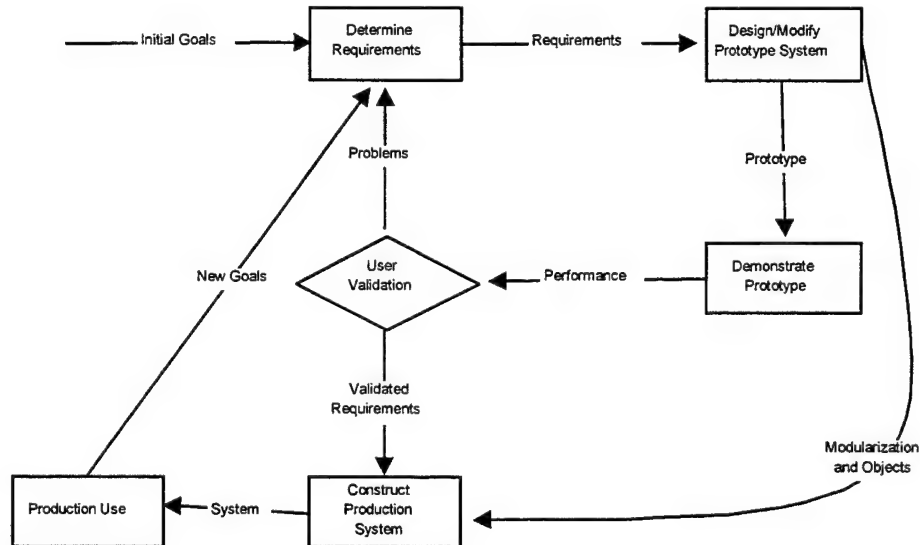 Initial Goals
Determine
Requirements
Requirements
Design/Modify
Prototype System
Problems
Prototype
New Goals
User
Validation
Performance
Demonstrate
Prototype
Validated
Requirements
Modularization
and Objects
Production Use
System
Construct
Production
System